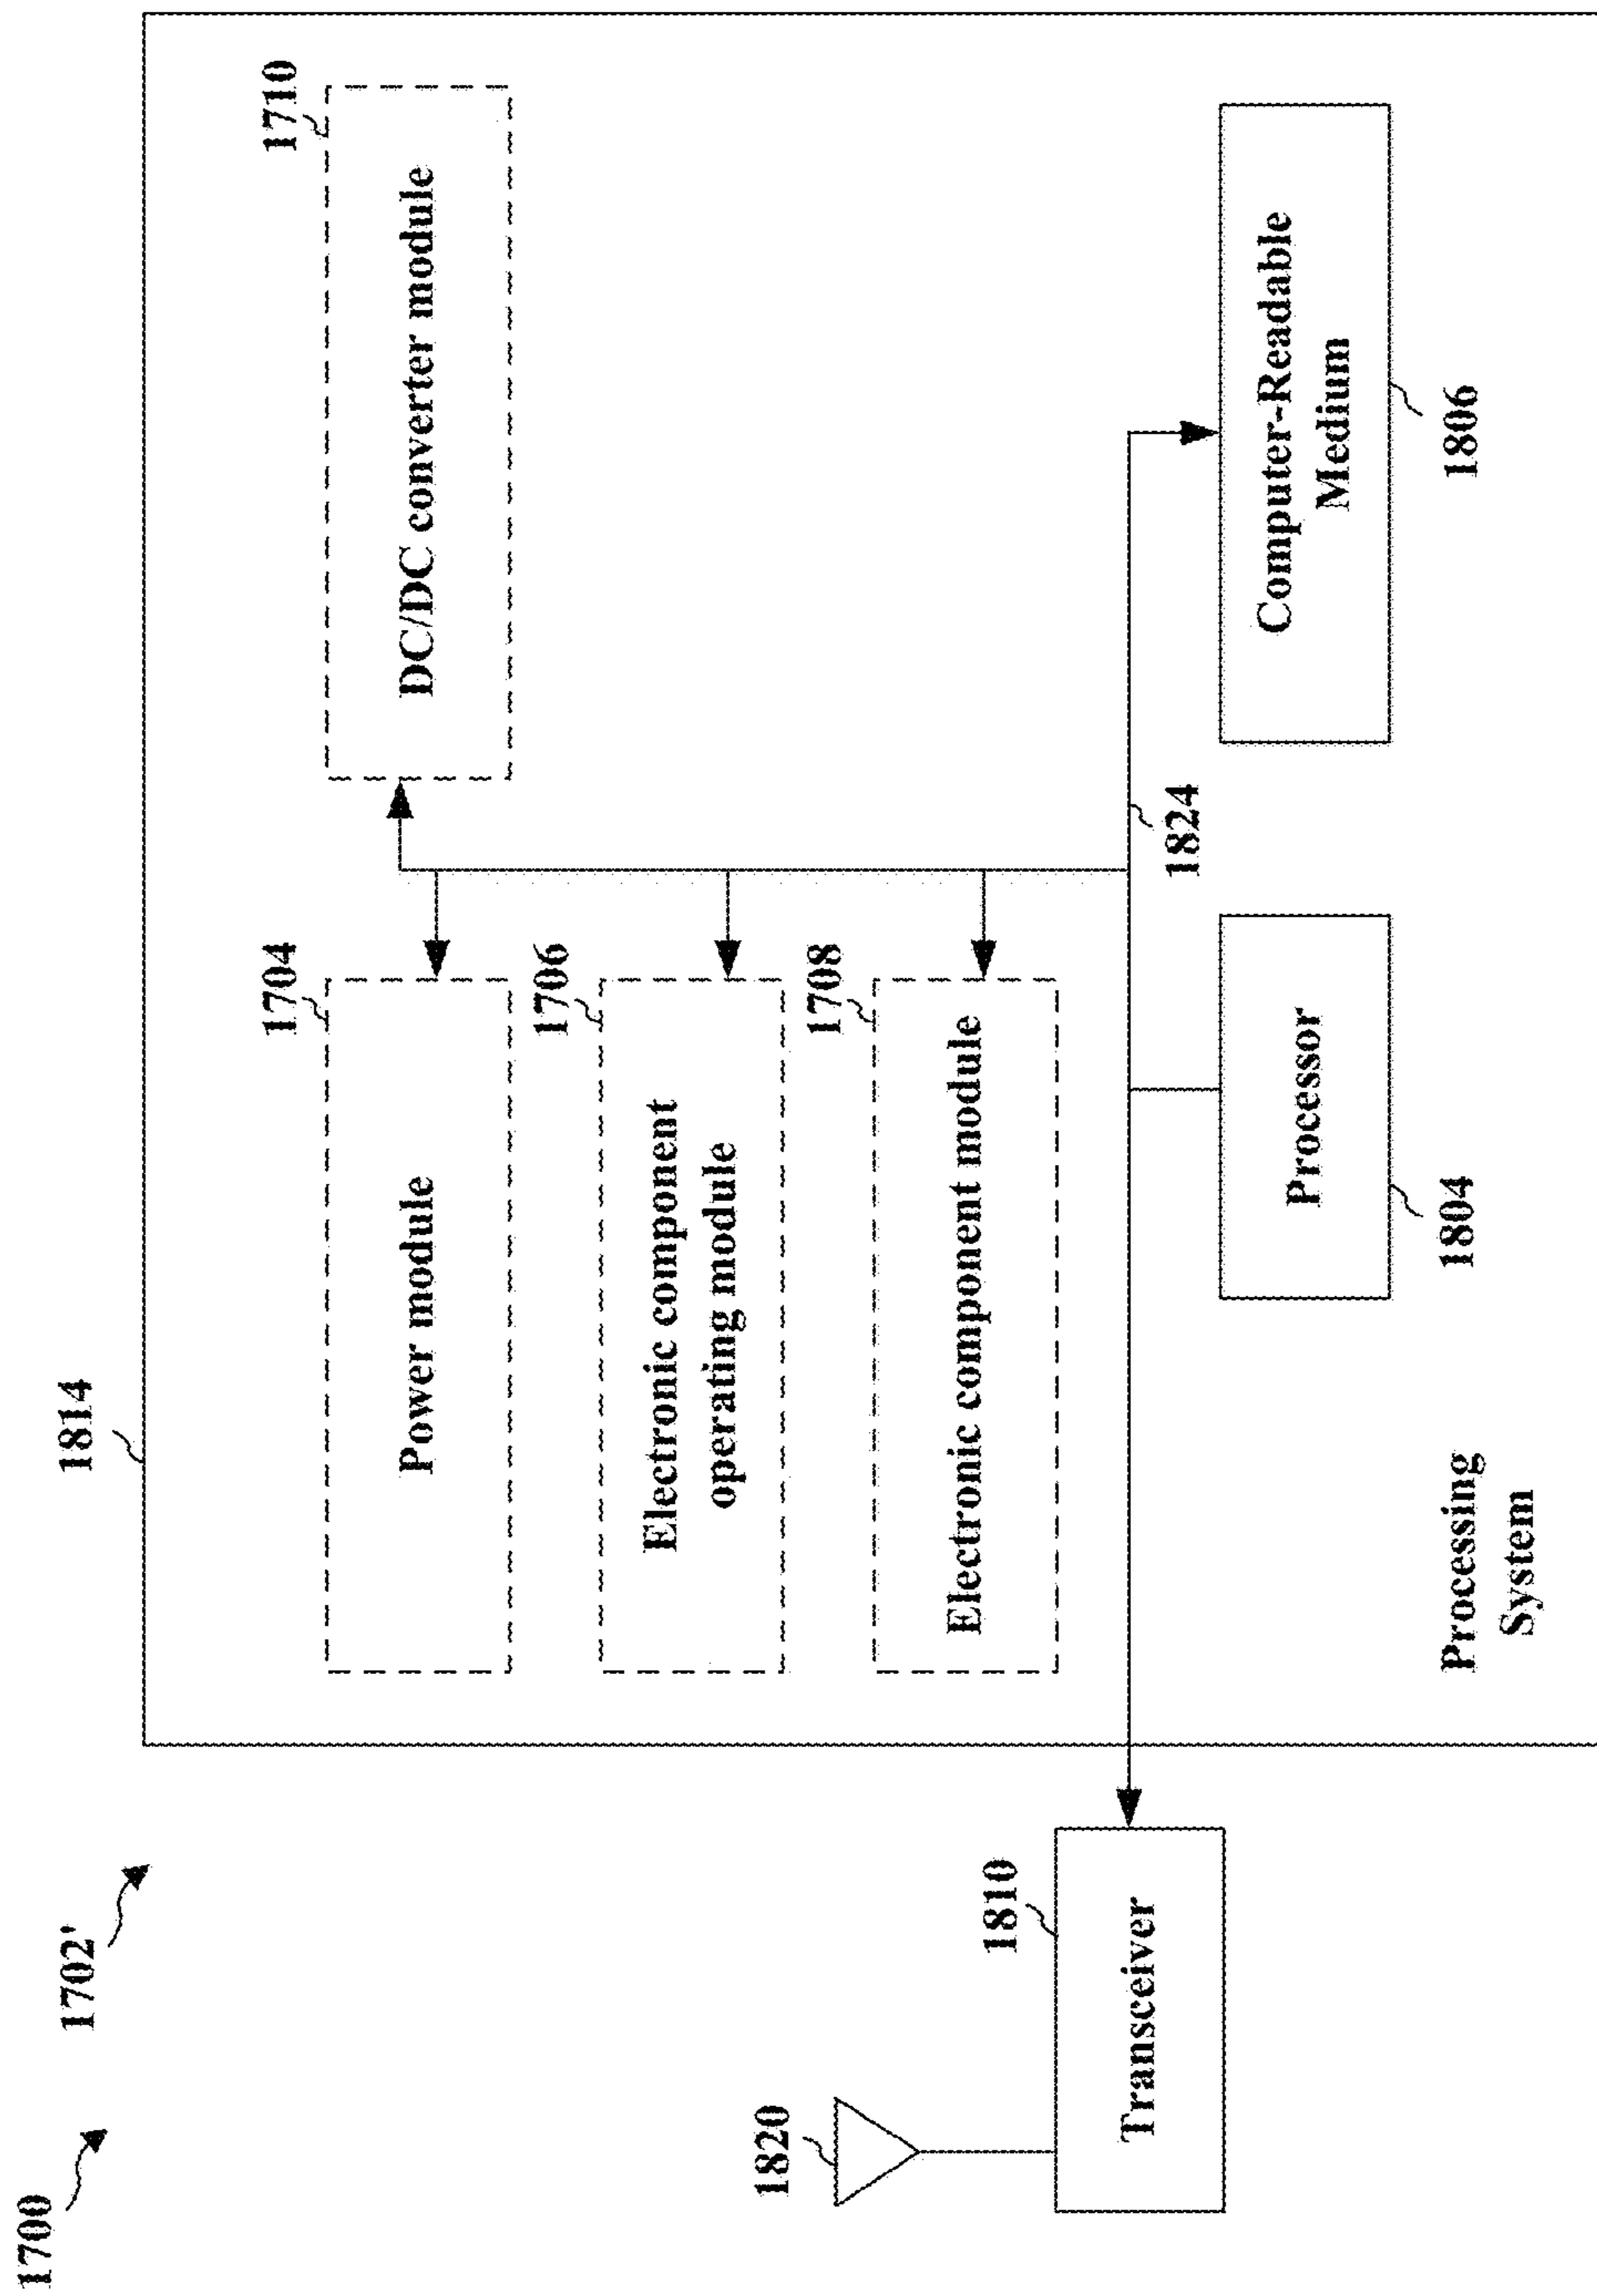 1700
1702'
1814
1704
Power module
1710
DC/DC converter module
1706
Electronic component
operating module
1708
Electronic component module
1820
1810
Transceiver
1824
Processor
1804
Computer-Readable
Medium
1806
Processing
System